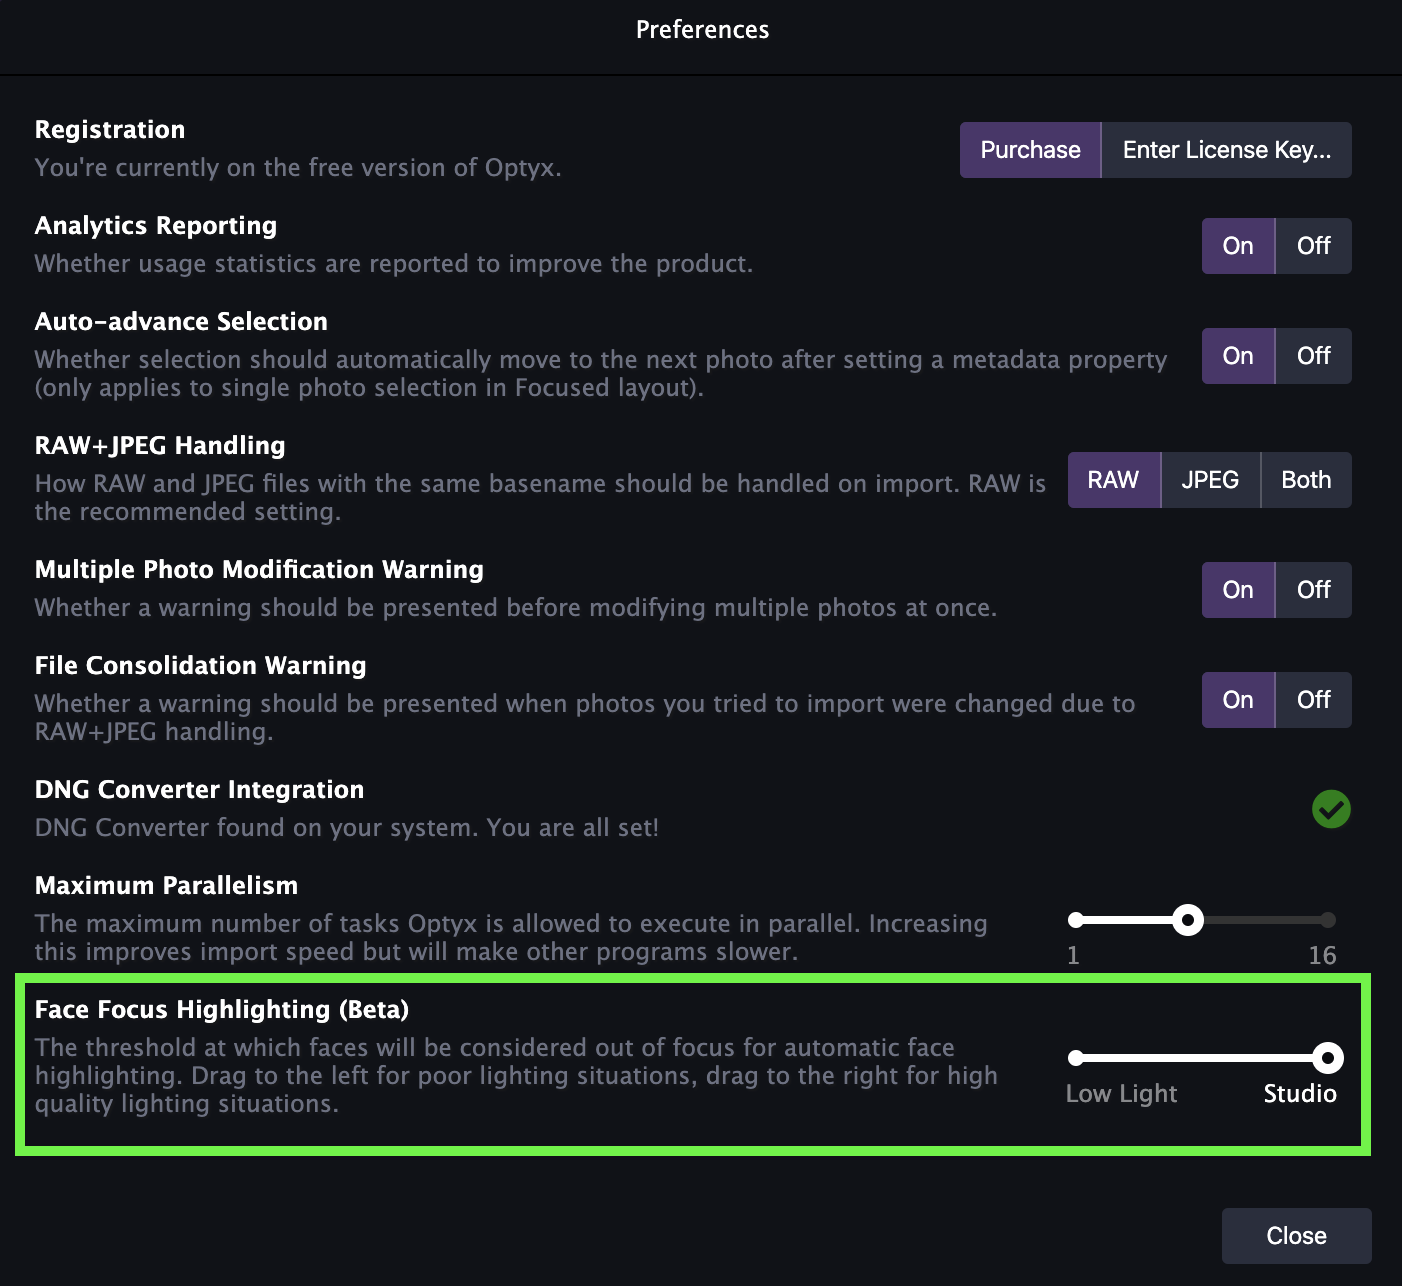 Preferences
Registration
You're currently on the free version of Optyx.
Purchase
Enter License Key...
Analytics Reporting
Whether usage statistics are reported to improve the product.
On
Off
Auto-advance Selection
Whether selection should automatically move to the next photo after setting a metadata property
(only applies to single photo selection in Focused layout).
On
Off
RAW+JPEG Handling
How RAW and JPEG files with the same basename should be handled on import. RAW is
the recommended setting.
RAW
JPEG
Both
Multiple Photo Modification Warning
Whether a warning should be presented before modifying multiple photos at once.
On
Off
File Consolidation Warning
Whether a warning should be presented when photos you tried to import were changed due to
RAW+JPEG handling.
On
Off
DNG Converter Integration
DNG Converter found on your system. You are all set!
Maximum Parallelism
The maximum number of tasks Optyx is allowed to execute in parallel. Increasing
this improves import speed but will make other programs slower.
1
16
Face Focus Highlighting (Beta)
The threshold at which faces will be considered out of focus for automatic face
highlighting. Drag to the left for poor lighting situations, drag to the right for high
quality lighting situations.
Low Light
Studio
Close